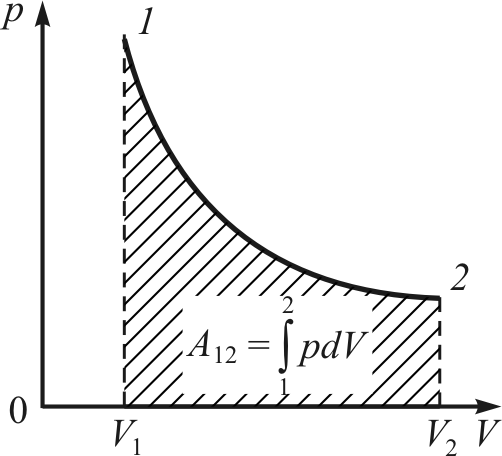 p
1
2
A₁₂ = ∫₁² pdV
0
V₁
V₂
V